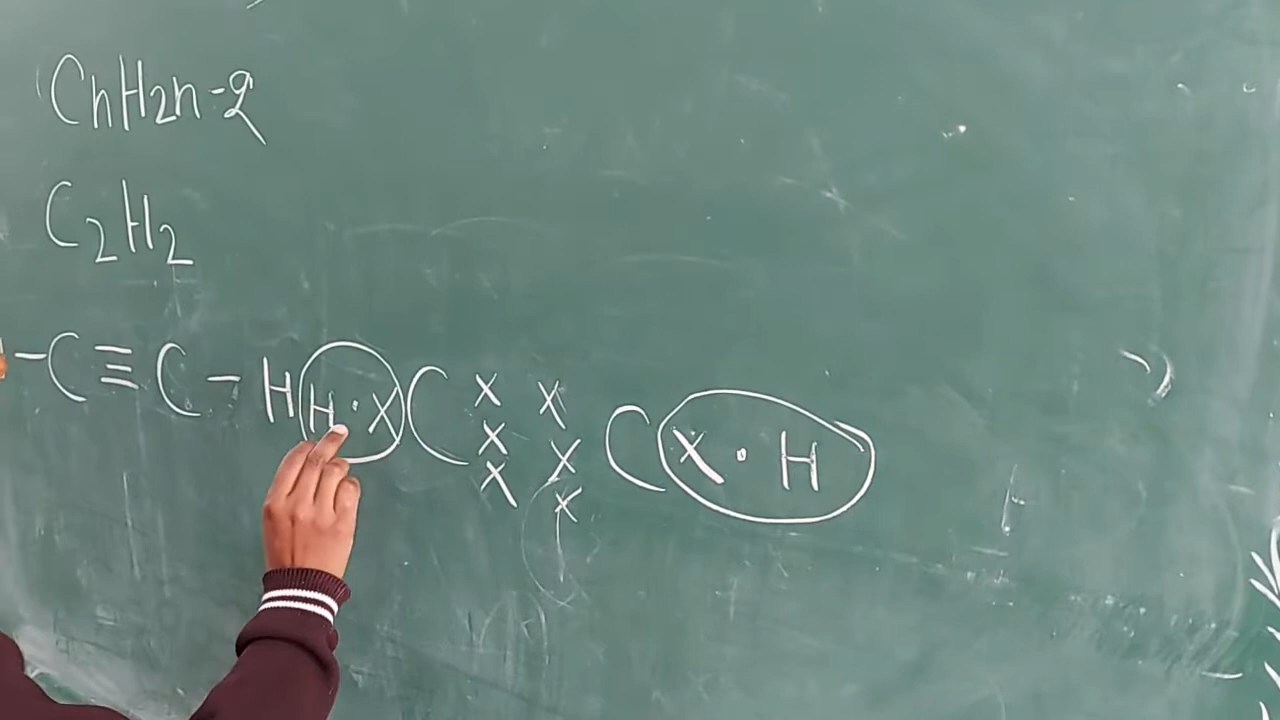 CnH2n-2
C2H2
-C≡C-H
H·X C X X X X X X C X·H